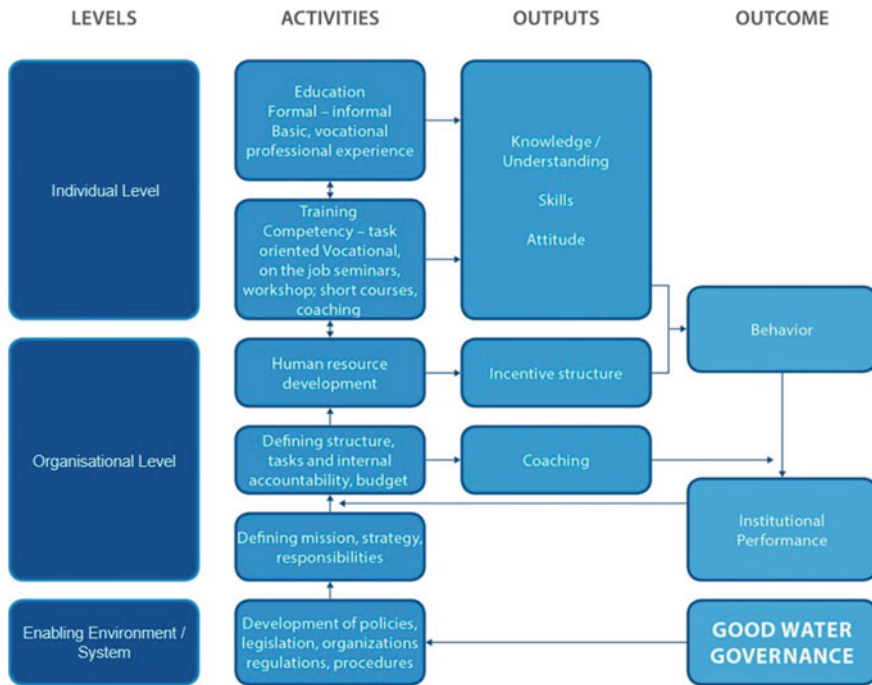 LEVELS
ACTIVITIES
OUTPUTS
OUTCOME
Individual Level
Education
Formal – informal
Basic, vocational
professional experience
Knowledge /
Understanding
Skills
Attitude
Training
Competency – task
oriented Vocational,
on the job seminars,
workshop; short courses,
coaching
Behavior
Organisational Level
Human resource
development
Incentive structure
Defining structure,
tasks and internal
accountability, budget
Coaching
Institutional
Performance
Defining mission, strategy,
responsibilities
Enabling Environment /
System
Development of policies,
legislation, organizations
regulations, procedures
GOOD WATER
GOVERNANCE